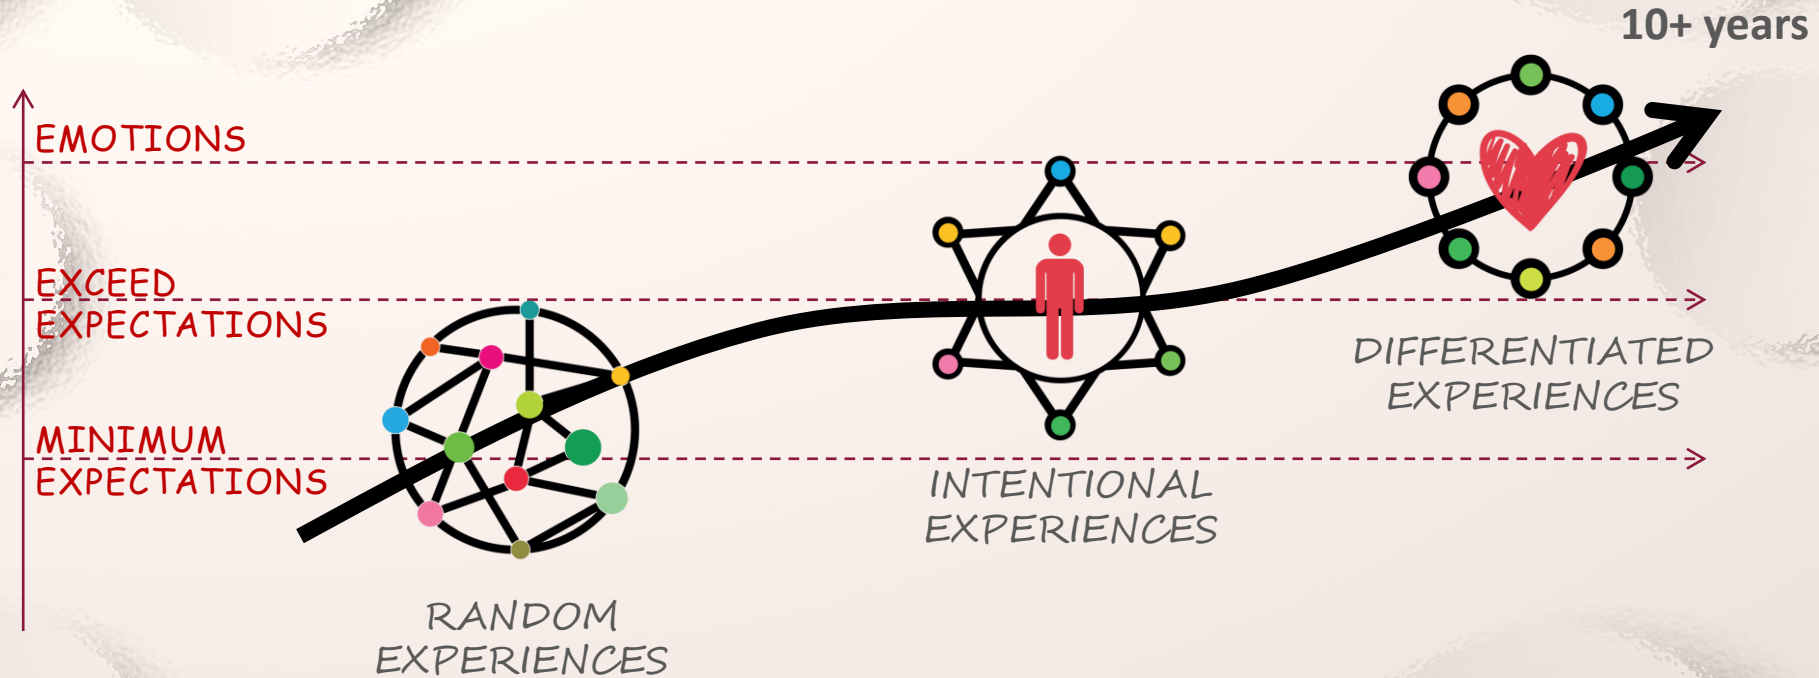 10+ years
EMOTIONS
EXCEED
EXPECTATIONS
MINIMUM
EXPECTATIONS
DIFFERENTIATED
EXPERIENCES
INTENTIONAL
EXPERIENCES
RANDOM
EXPERIENCES